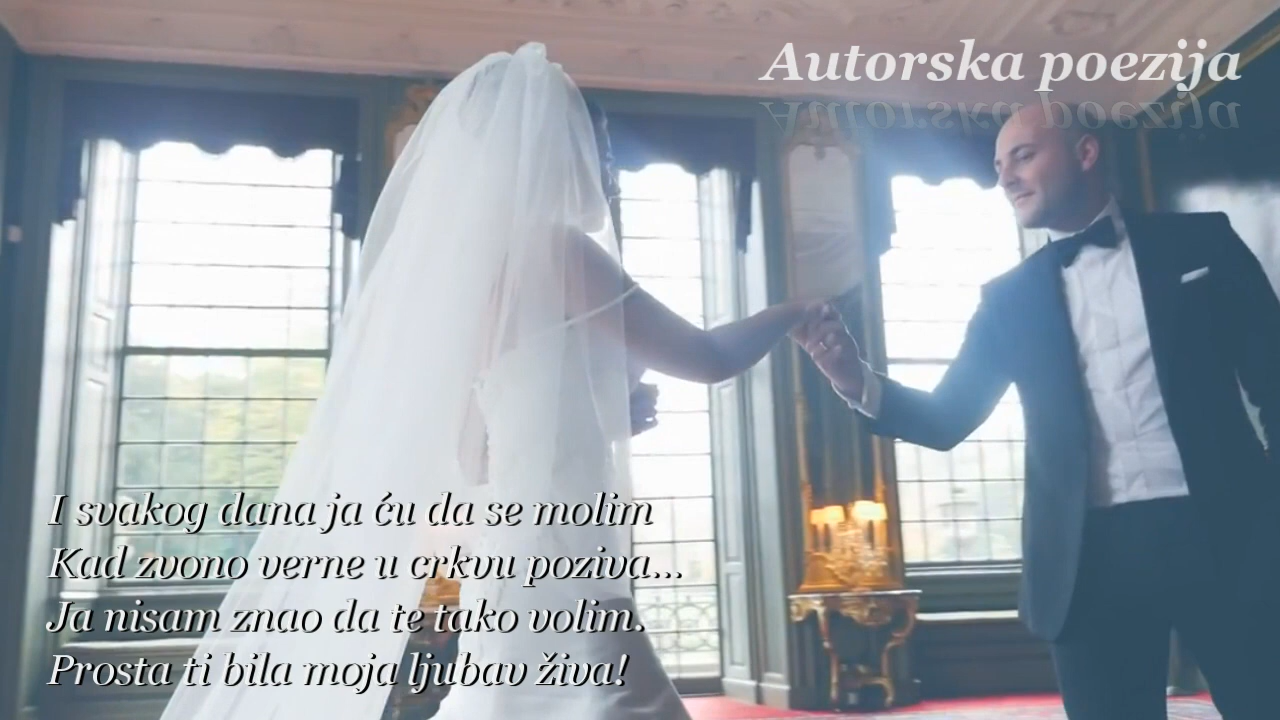 Autorska poezija
I svakog dana ja ću da se molim
Kad zvono verne u crkvu poziva...
Ja nisam znao da te tako volim.
Prosta ti bila moja ljubav živa!